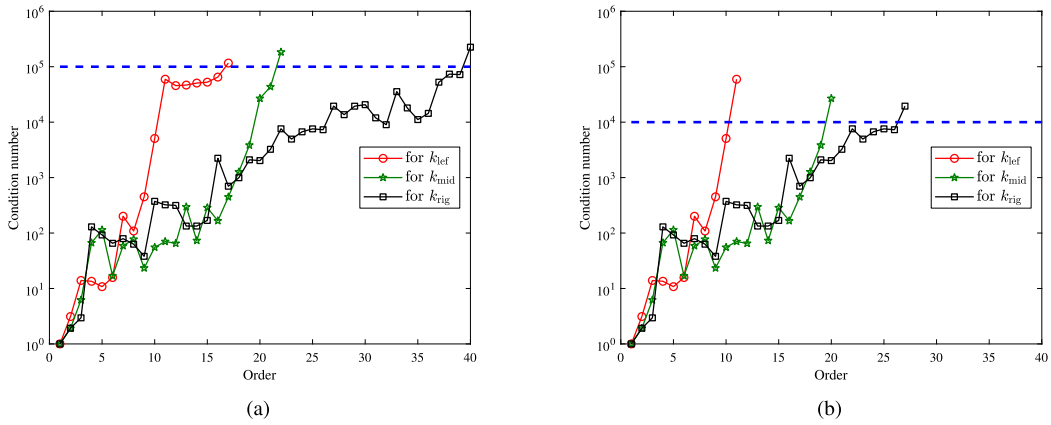 10^6
10^5
10^4
10^3
10^2
10^1
10^0
Condition number
0 5 10 15 20 25 30 35 40
Order
for k_lef
for k_mid
for k_rig
(a)
10^6
10^5
10^4
10^3
10^2
10^1
10^0
Condition number
0 5 10 15 20 25 30 35 40
Order
for k_lef
for k_mid
for k_rig
(b)